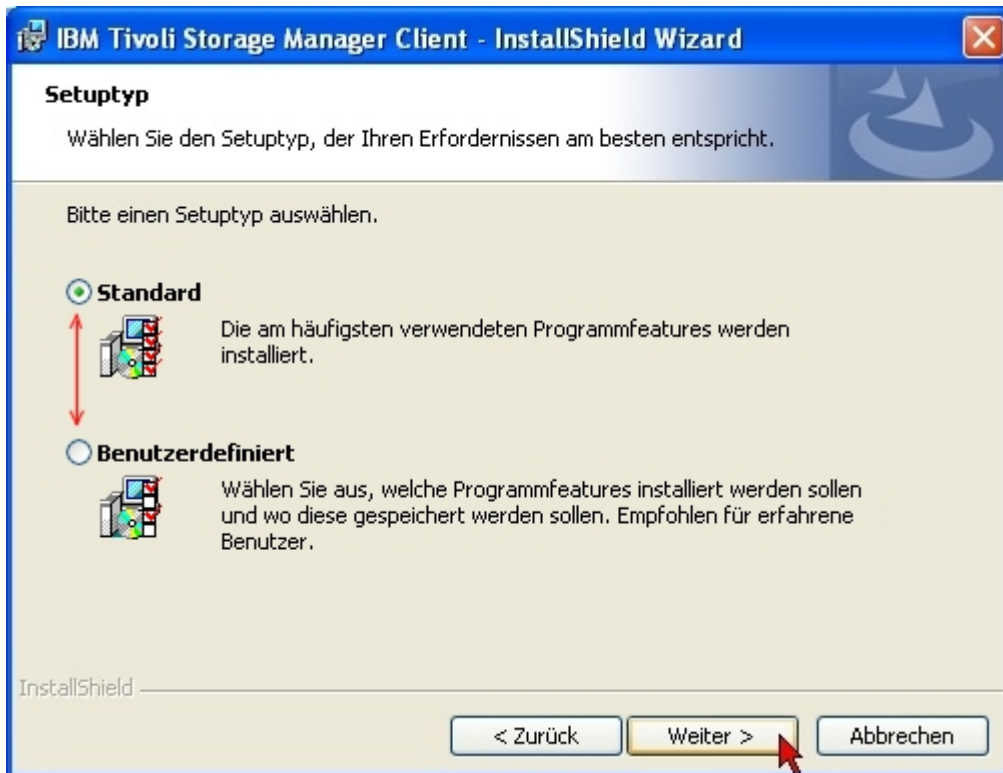 IBM Tivoli Storage Manager Client - InstallShield Wizard
Setuptyp
Wählen Sie den Setuptyp, der Ihren Erfordernissen am besten entspricht.
Bitte einen Setuptyp auswählen.
Standard
Die am häufigsten verwendeten Programmfeatures werden
installiert.
Benutzerdefiniert
Wählen Sie aus, welche Programmfeatures installiert werden sollen
und wo diese gespeichert werden sollen. Empfohlen für erfahrene
Benutzer.
InstallShield
< Zurück Weiter > Abbrechen